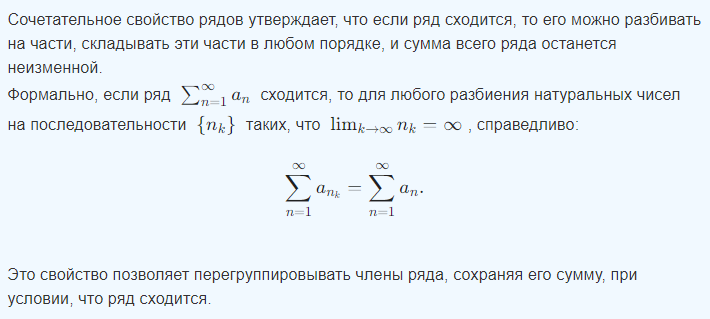 Сочетательное свойство рядов утверждает, что если ряд сходится, то его можно разбивать
на части, складывать эти части в любом порядке, и сумма всего ряда останется
неизменной.
Формально, если ряд $\sum_{n=1}^{\infty} a_n$ сходится, то для любого разбиения натуральных чисел
на последовательности $\{n_k\}$ таких, что $\lim_{k \to \infty} n_k = \infty$ , справедливо:
$$\sum_{n=1}^{\infty} a_{n_k} = \sum_{n=1}^{\infty} a_n.$$
Это свойство позволяет перегруппировывать члены ряда, сохраняя его сумму, при
условии, что ряд сходится.